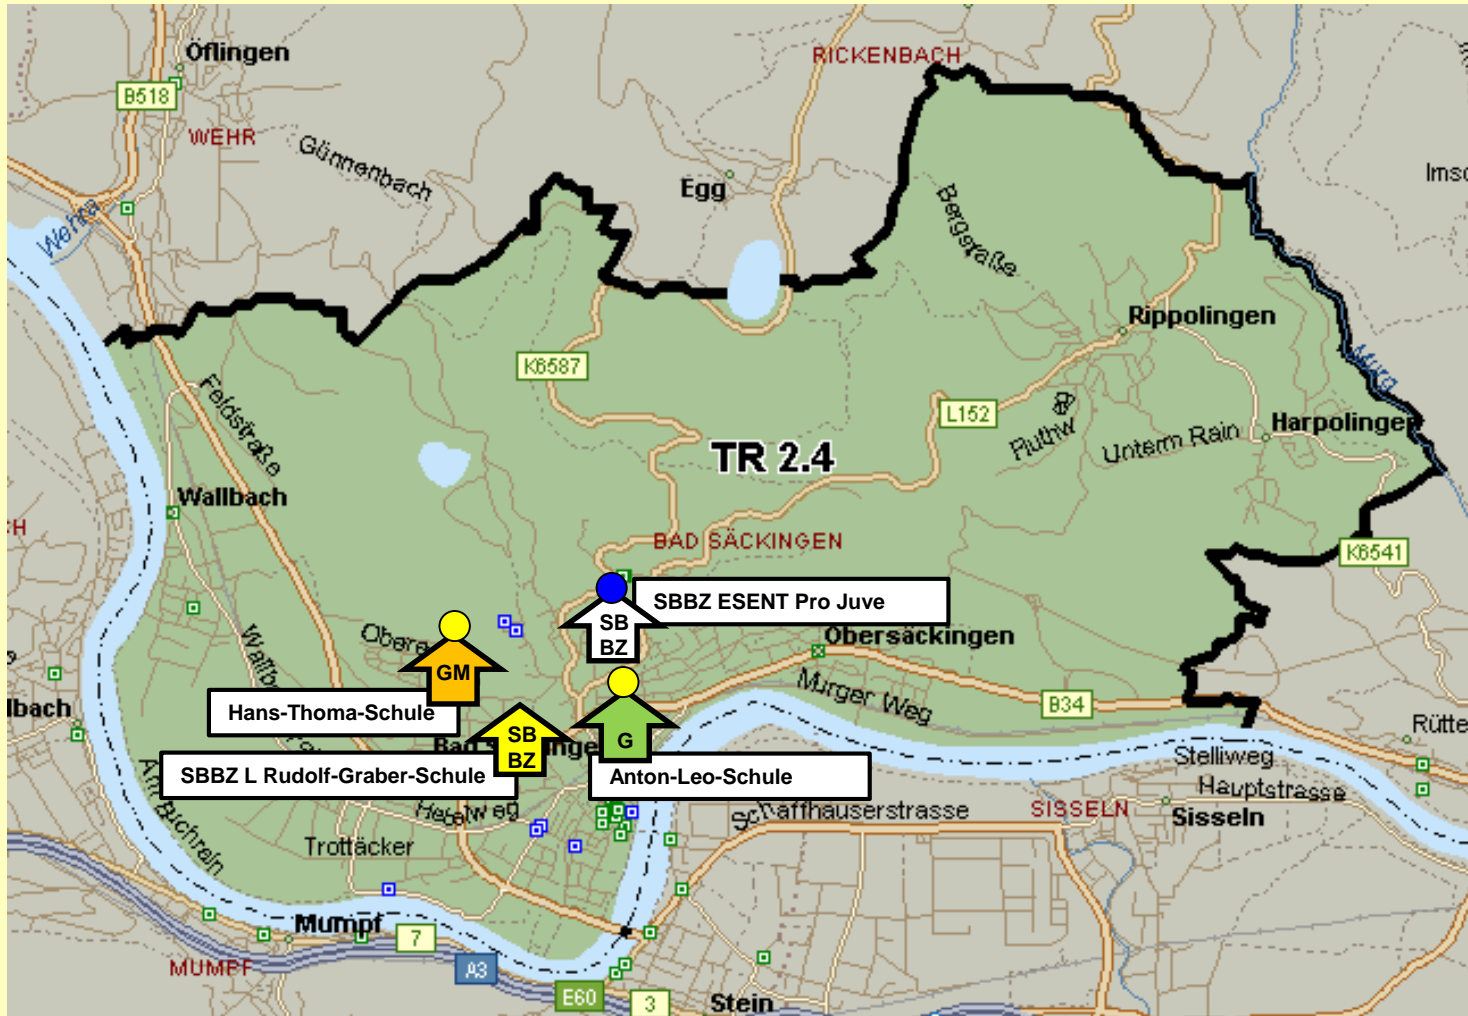 RICKENBACH
Öflingen
B518
WEHR
Günnenbach
Egg
Wehra
Bergstraße
Rippolingen
K6587
L152
Murg
Feldstraße
Harpolingen
Unterm Rain
TR 2.4
Wallbach
BAD SÄCKINGEN
K6541
SBBZ ESENT Pro Juve
SB
BZ
Obersäckingen
GM
Murger Weg
B34
Hans-Thoma-Schule
SB
BZ
G
SBBZ L Rudolf-Graber-Schule
Anton-Leo-Schule
Stelliweg
Hauptstrasse
SISSELN
Sisseln
Trottäcker
Mumpf
7
MUMPF
A3
E60
3
Stein